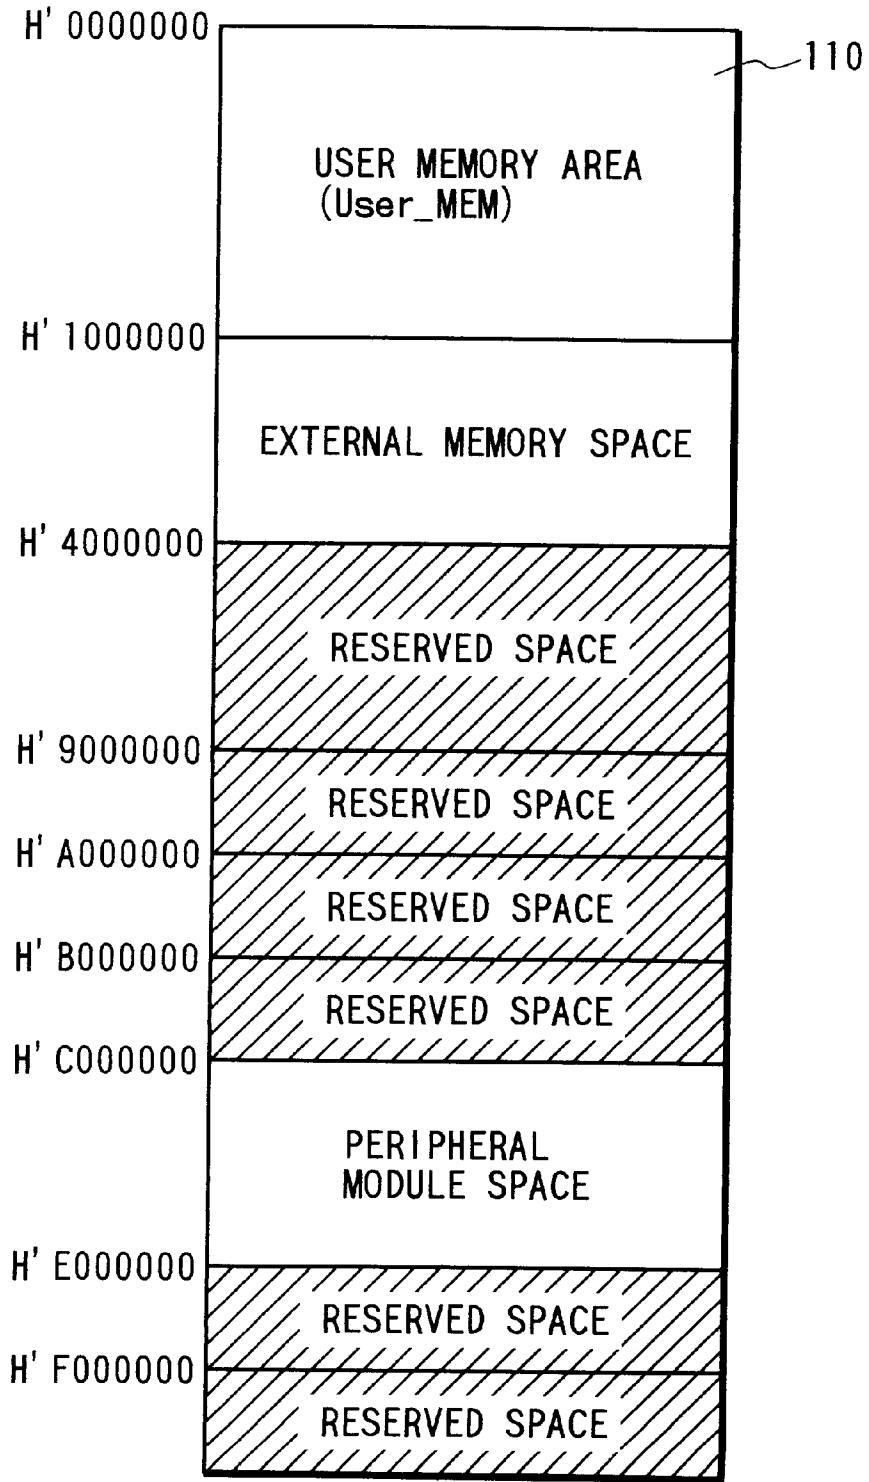 H' 0000000
110
USER MEMORY AREA
(User_MEM)
H' 1000000
EXTERNAL MEMORY SPACE
H' 4000000
RESERVED SPACE
H' 9000000
RESERVED SPACE
H' A000000
RESERVED SPACE
H' B000000
RESERVED SPACE
H' C000000
PERIPHERAL
MODULE SPACE
H' E000000
RESERVED SPACE
H' F000000
RESERVED SPACE